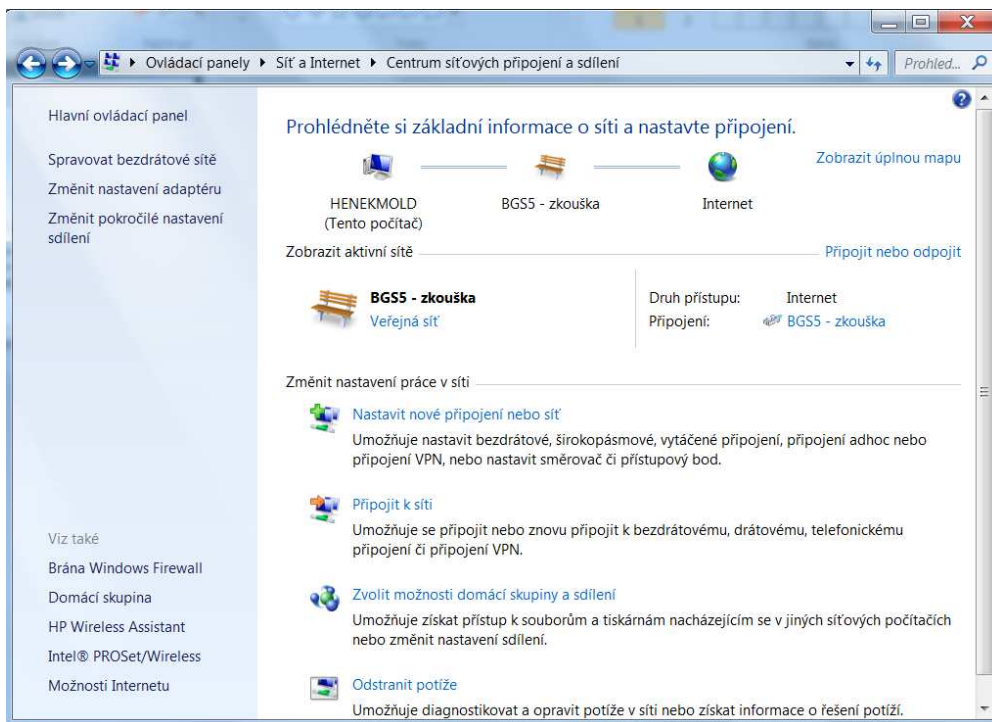 Ovládací panely ▸ Síť a Internet ▸ Centrum síťových připojení a sdílení
Prohled...
Hlavní ovládací panel
Spravovat bezdrátové sítě
Změnit nastavení adaptéru
Změnit pokročilé nastavení
sdílení
Prohlédněte si základní informace o síti a nastavte připojení.
Zobrazit úplnou mapu
HENEKMOLD
(Tento počítač)
BGS5 - zkouška
Internet
Zobrazit aktivní sítě
Připojit nebo odpojit
BGS5 - zkouška
Veřejná síť
Druh přístupu: Internet
Připojení: BGS5 - zkouška
Změnit nastavení práce v síti
Nastavit nové připojení nebo síť
Umožňuje nastavit bezdrátové, širokopásmové, vytáčené připojení, připojení adhoc nebo
připojení VPN, nebo nastavit směrovač či přístupový bod.
Připojit k síti
Umožňuje se připojit nebo znovu připojit k bezdrátovému, drátovému, telefonickému
připojení či připojení VPN.
Zvolit možnosti domácí skupiny a sdílení
Umožňuje získat přístup k souborům a tiskárnám nacházejícím se v jiných síťových počítačích
nebo změnit nastavení sdílení.
Odstranit potíže
Umožňuje diagnostikovat a opravit potíže v síti nebo získat informace o řešení potíží.
Viz také
Brána Windows Firewall
Domácí skupina
HP Wireless Assistant
Intel® PROSet/Wireless
Možnosti Internetu